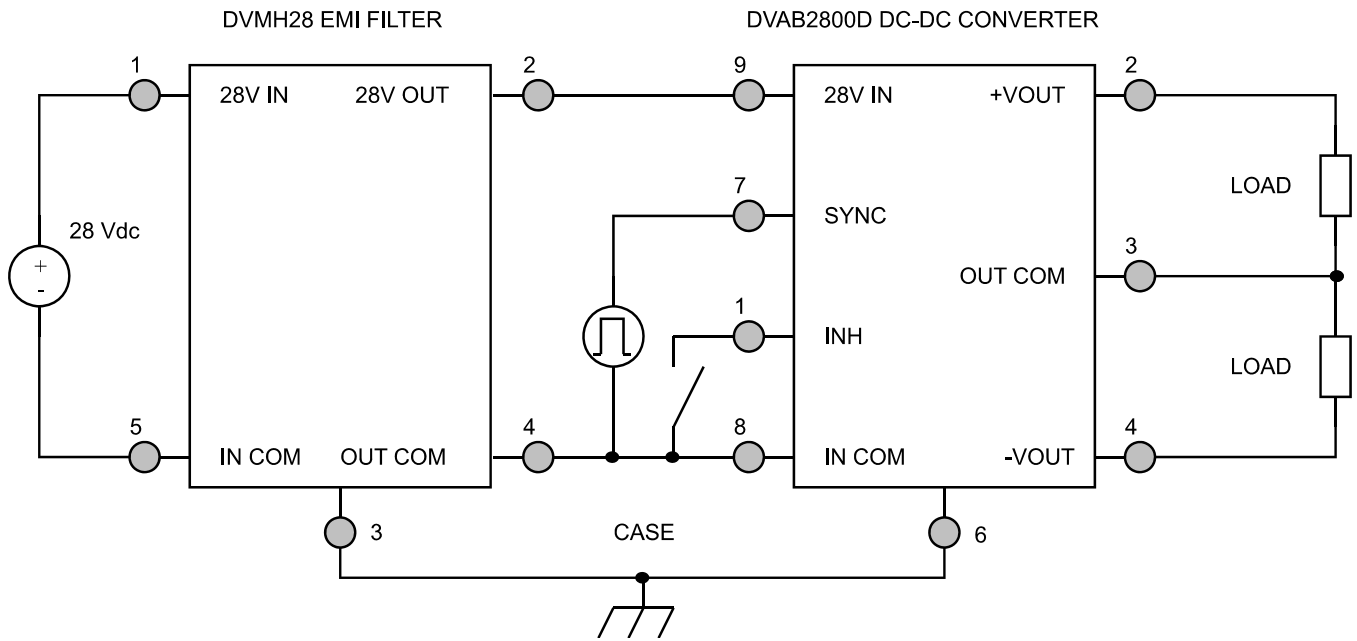 DVMH28 EMI FILTER
DVAB2800D DC-DC CONVERTER
1
2
9
2
28V IN
28V OUT
28V IN
+VOUT
7
SYNC
LOAD
28 Vdc
+
-
3
OUT COM
1
INH
LOAD
5
4
8
4
IN COM
OUT COM
IN COM
-VOUT
3
CASE
6